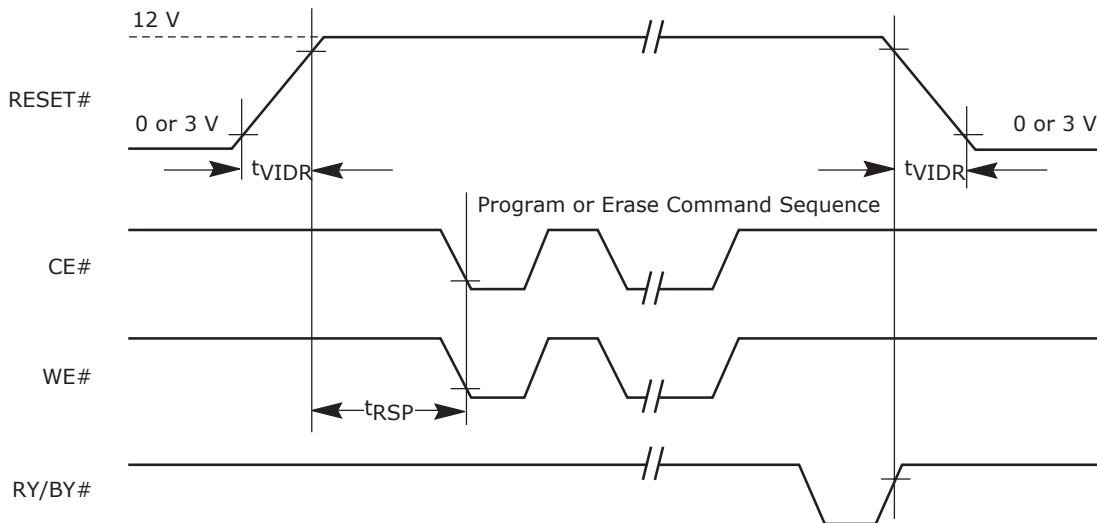 12 V
RESET#
0 or 3 V
0 or 3 V
tVIDR
tVIDR
Program or Erase Command Sequence
CE#
WE#
tRSP
RY/BY#